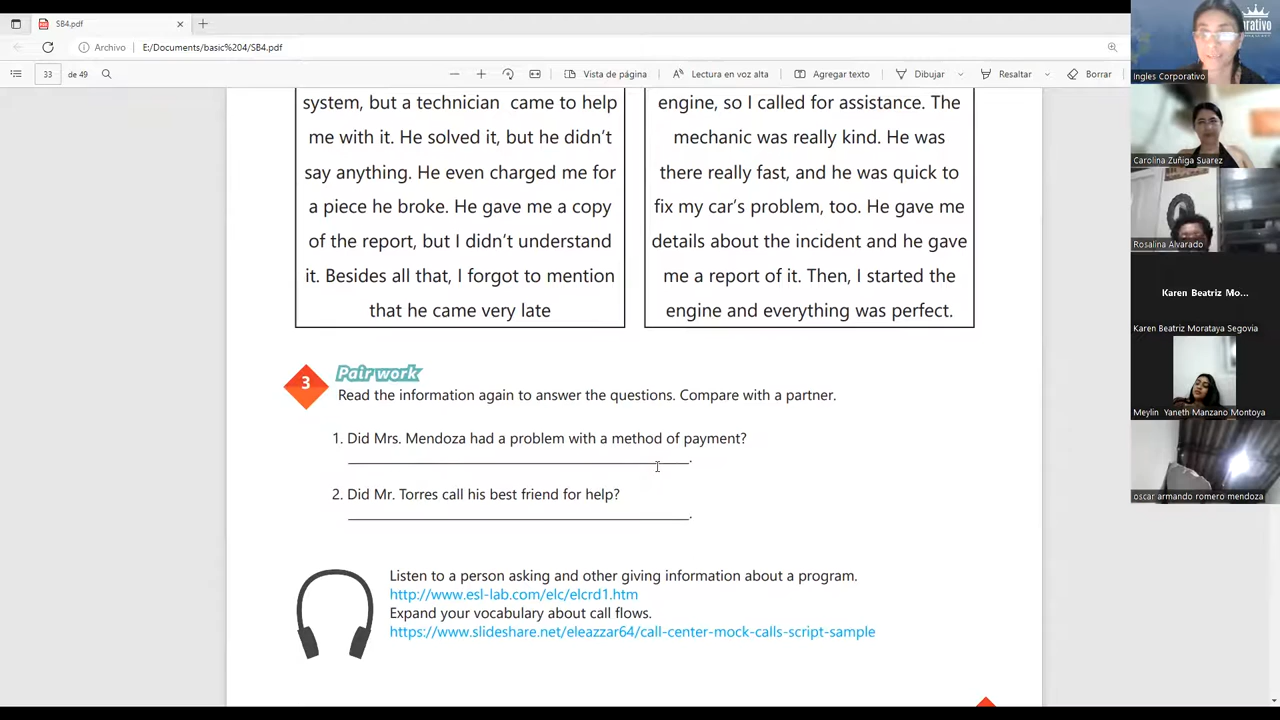 SB4.pdf
Archivo
E:/Documents/basic%204/SB4.pdf
33
de 49
Vista de página
Lectura en voz alta
Agregar texto
Dibujar
Resaltar
Borrar
system, but a technician came to help
me with it. He solved it, but he didn't
say anything. He even charged me for
a piece he broke. He gave me a copy
of the report, but I didn't understand
it. Besides all that, I forgot to mention
that he came very late
engine, so I called for assistance. The
mechanic was really kind. He was
there really fast, and he was quick to
fix my car's problem, too. He gave me
details about the incident and he gave
me a report of it. Then, I started the
engine and everything was perfect.
3
Pair work
Read the information again to answer the questions. Compare with a partner.
1. Did Mrs. Mendoza had a problem with a method of payment?
2. Did Mr. Torres call his best friend for help?
Listen to a person asking and other giving information about a program.
http://www.esl-lab.com/elc/elcrd1.htm
Expand your vocabulary about call flows.
https://www.slideshare.net/eleazzar64/call-center-mock-calls-script-sample
Ingles Corporativo
Carolina Zuñiga Suarez
Rosalina Alvarado
Karen Beatriz Mo...
Karen Beatriz Morataya Segovia
Meylin Yaneth Manzano Montoya
oscar armando romero mendoza